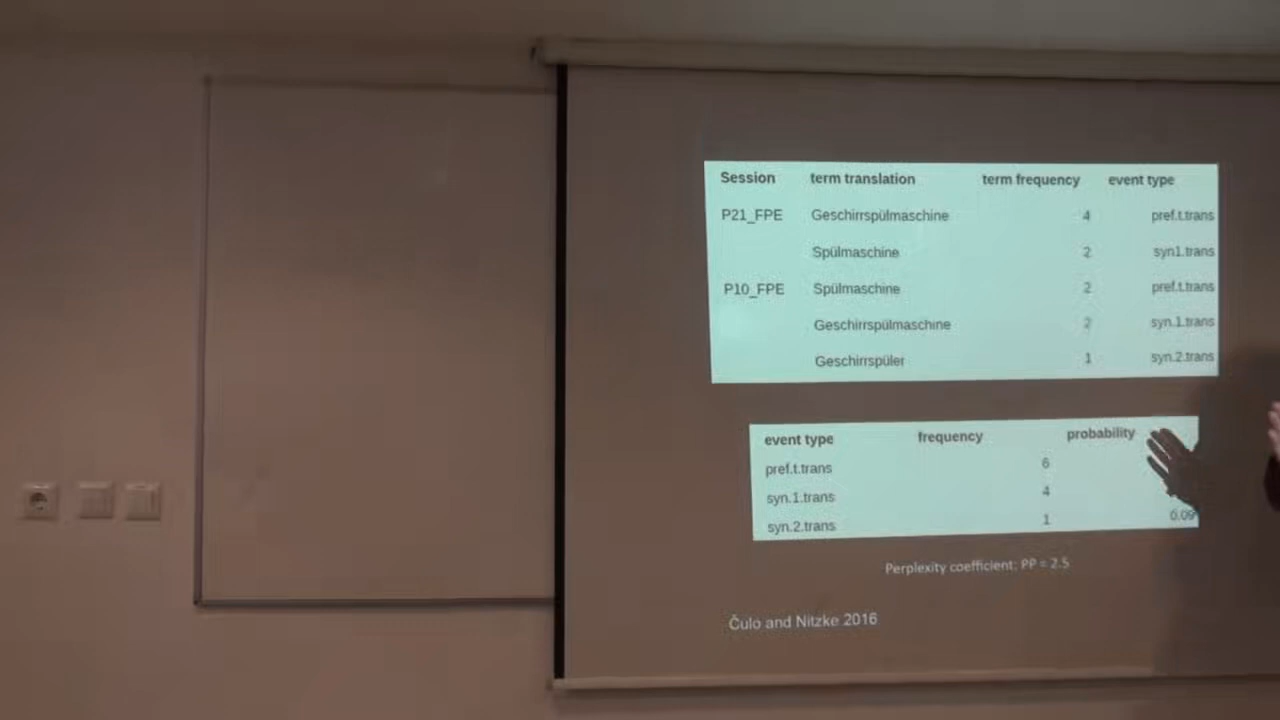 Session term translation term frequency event type
P21_FPE Geschirrspülmaschine 4 pref.t.trans
Spülmaschine 2 syn1.trans
P10_FPE Spülmaschine 2 pref.t.trans
Geschirrspülmaschine 2 syn.1.trans
Geschirrspüler 1 syn.2.trans
event type frequency probability
pref.t.trans 6
syn.1.trans 4
syn.2.trans 1 0.09
Perplexity coefficient: PP = 2.5
Čulo and Nitzke 2016